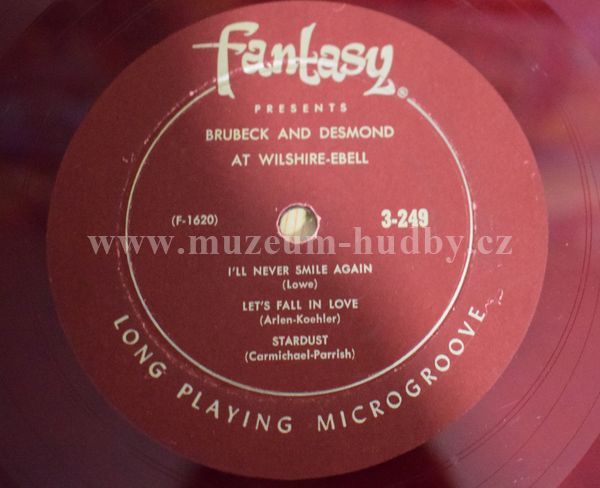 fantasy®
PRESENTS
BRUBECK AND DESMOND
AT WILSHIRE-EBELL
(F-1620) 3-249
www.muzeum-hudby.cz
I'LL NEVER SMILE AGAIN
(Lowe)
LET'S FALL IN LOVE
(Arlen-Koehler)
STARDUST
(Carmichael-Parrish)
LONG PLAYING MICROGROOVE